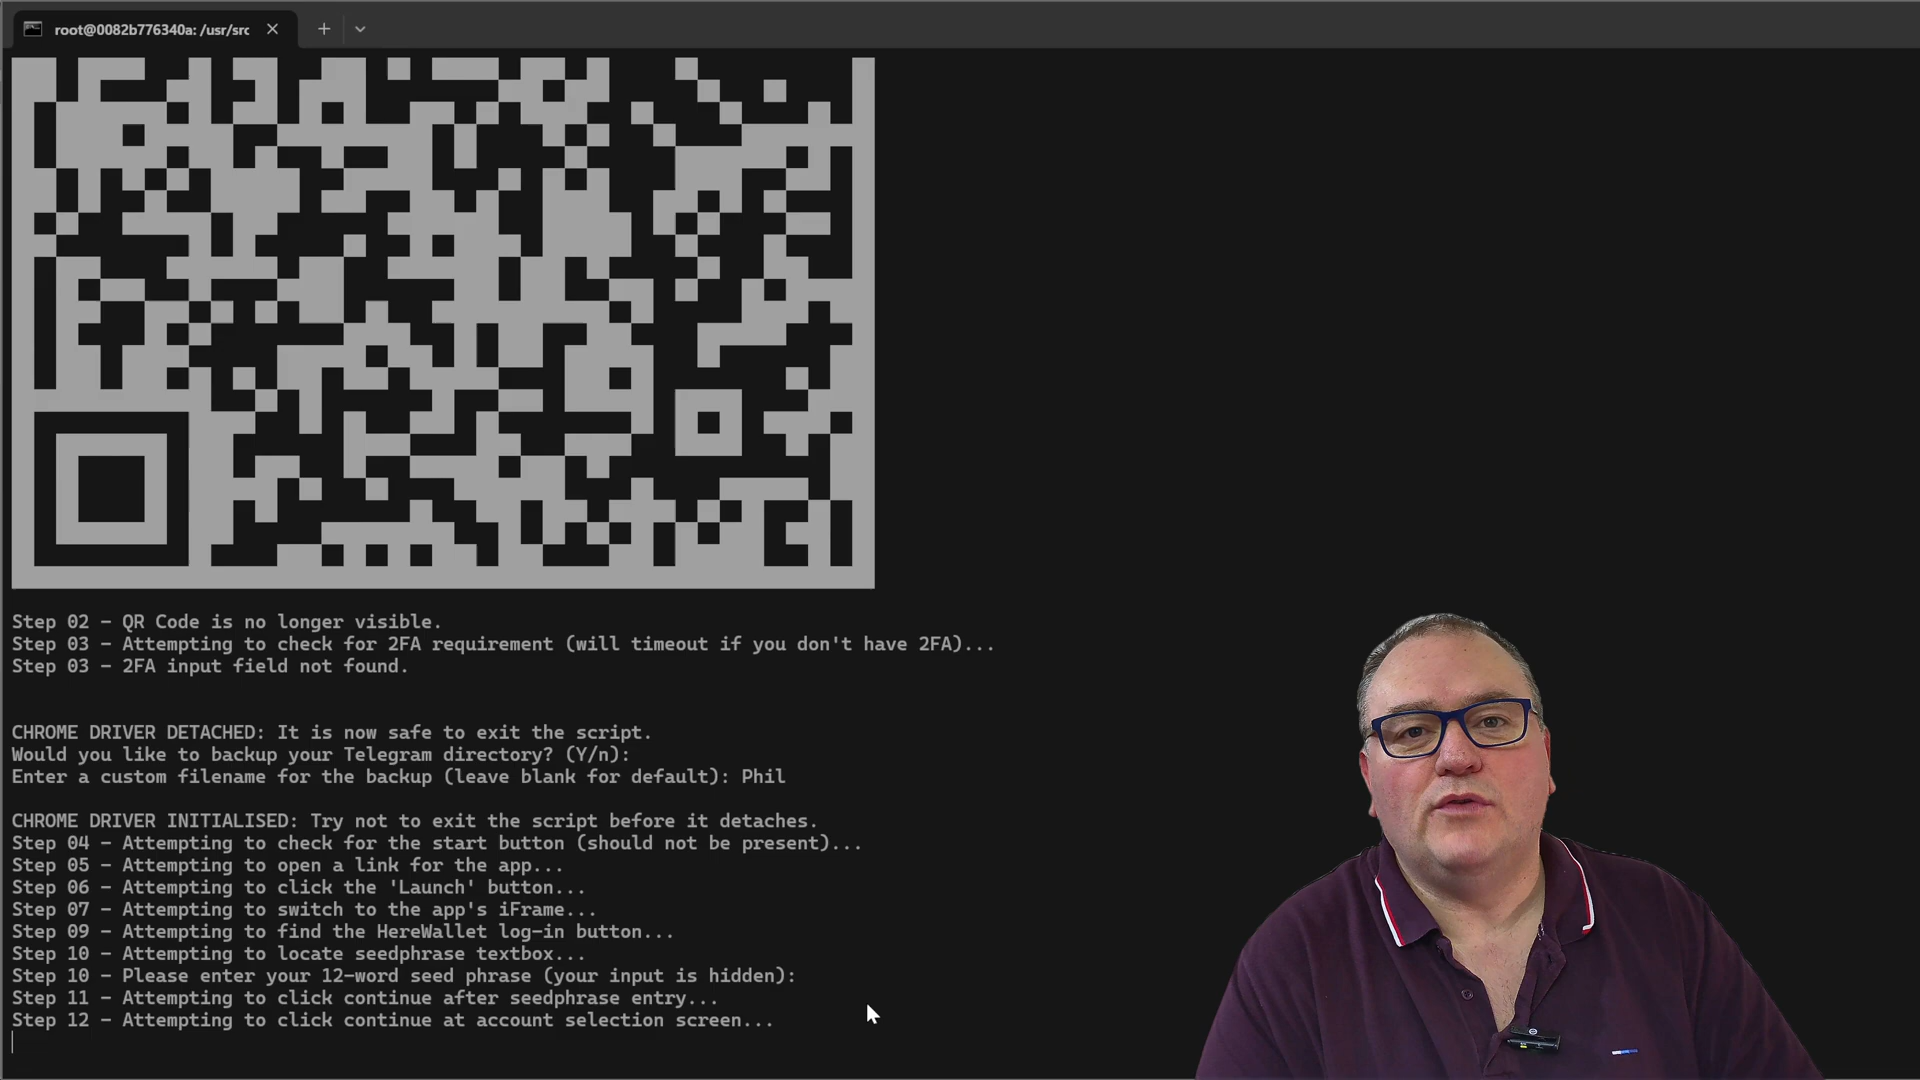 root@0082b776340a: /usr/src
Step 02 - QR Code is no longer visible.
Step 03 - Attempting to check for 2FA requirement (will timeout if you don't have 2FA)...
Step 03 - 2FA input field not found.
CHROME DRIVER DETACHED: It is now safe to exit the script.
Would you like to backup your Telegram directory? (Y/n):
Enter a custom filename for the backup (leave blank for default): Phil
CHROME DRIVER INITIALISED: Try not to exit the script before it detaches.
Step 04 - Attempting to check for the start button (should not be present)...
Step 05 - Attempting to open a link for the app...
Step 06 - Attempting to click the 'Launch' button...
Step 07 - Attempting to switch to the app's iFrame...
Step 09 - Attempting to find the HereWallet log-in button...
Step 10 - Attempting to locate seedphrase textbox...
Step 10 - Please enter your 12-word seed phrase (your input is hidden):
Step 11 - Attempting to click continue after seedphrase entry...
Step 12 - Attempting to click continue at account selection screen...